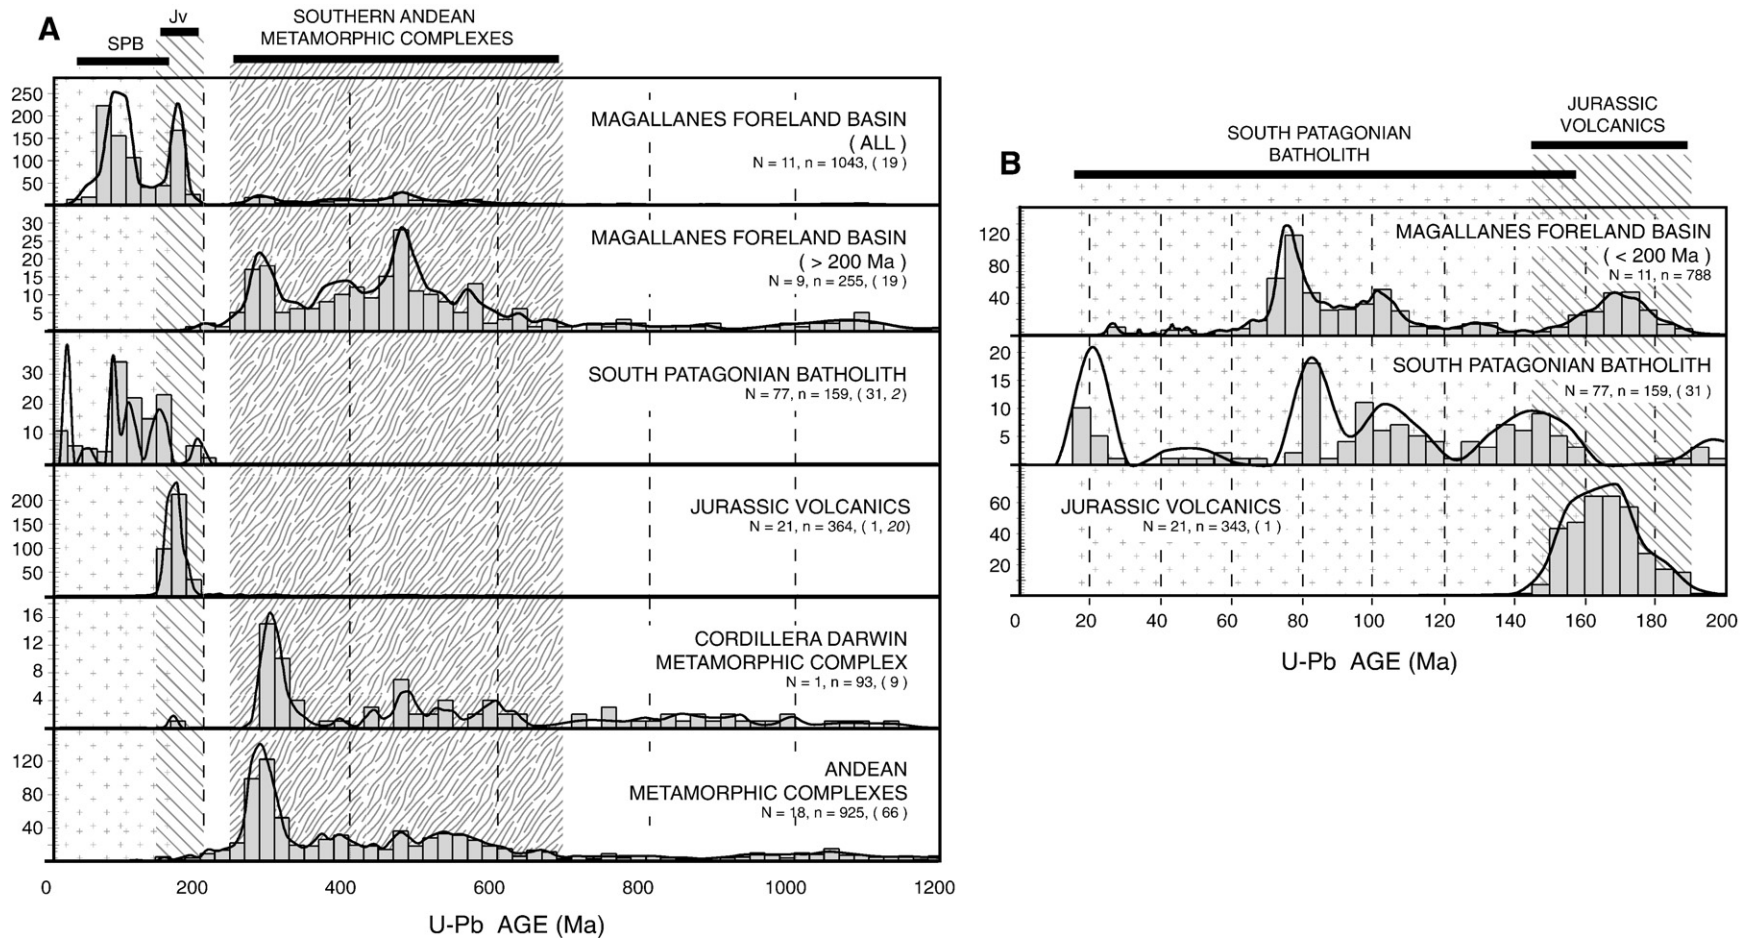 A
SPB
Jv
SOUTHERN ANDEAN
METAMORPHIC COMPLEXES
250
200
150
100
50
MAGALLANES FORELAND BASIN
( ALL )
N = 11, n = 1043, ( 19 )
30
25
20
15
10
5
MAGALLANES FORELAND BASIN
( > 200 Ma )
N = 9, n = 255, ( 19 )
30
20
10
SOUTH PATAGONIAN BATHOLITH
N = 77, n = 159, ( 31, 2 )
200
150
100
50
JURASSIC VOLCANICS
N = 21, n = 364, ( 1, 20 )
16
12
8
4
CORDILLERA DARWIN
METAMORPHIC COMPLEX
N = 1, n = 93, ( 9 )
120
80
40
ANDEAN
METAMORPHIC COMPLEXES
N = 18, n = 925, ( 66 )
0 200 400 600 800 1000 1200
U-Pb AGE (Ma)
B
SOUTH PATAGONIAN
BATHOLITH
JURASSIC
VOLCANICS
120
80
40
MAGALLANES FORELAND BASIN
( < 200 Ma )
N = 11, n = 788
20
15
10
5
SOUTH PATAGONIAN BATHOLITH
N = 77, n = 159, ( 31 )
60
40
20
JURASSIC VOLCANICS
N = 21, n = 343, ( 1 )
0 20 40 60 80 100 120 140 160 180 200
U-Pb AGE (Ma)